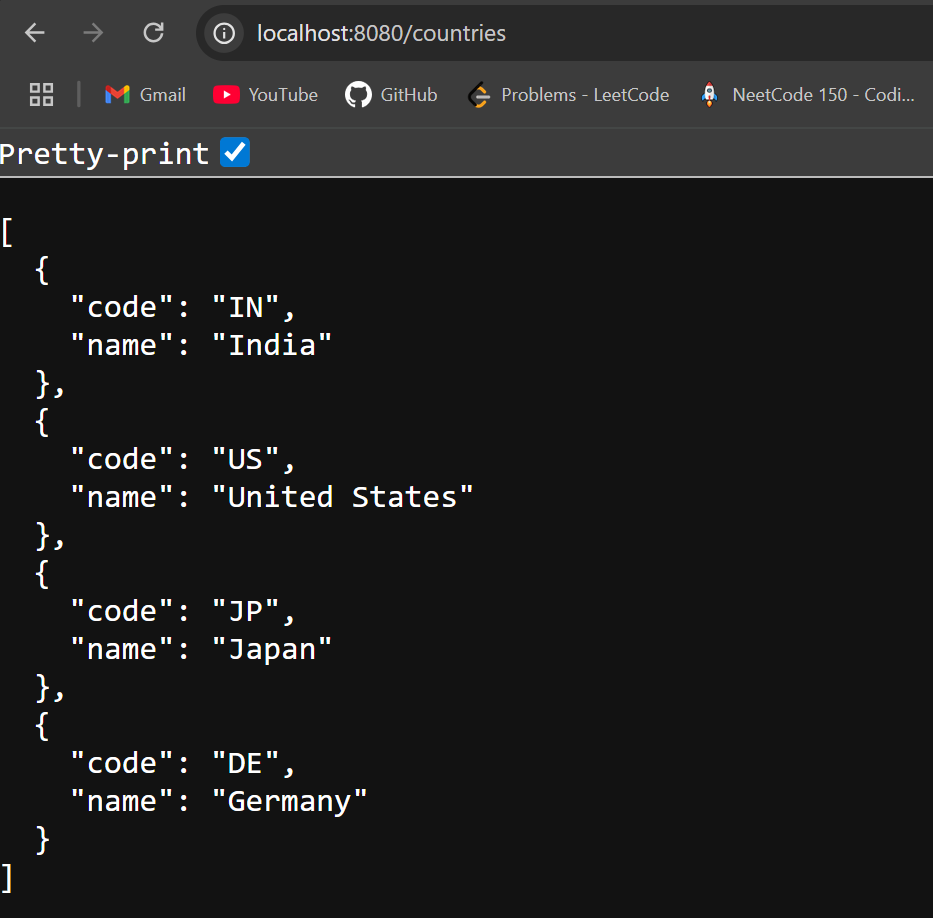 localhost:8080/countries
Gmail YouTube GitHub Problems - LeetCode NeetCode 150 - Codi...
Pretty-print
[
  {
    "code": "IN",
    "name": "India"
  },
  {
    "code": "US",
    "name": "United States"
  },
  {
    "code": "JP",
    "name": "Japan"
  },
  {
    "code": "DE",
    "name": "Germany"
  }
]